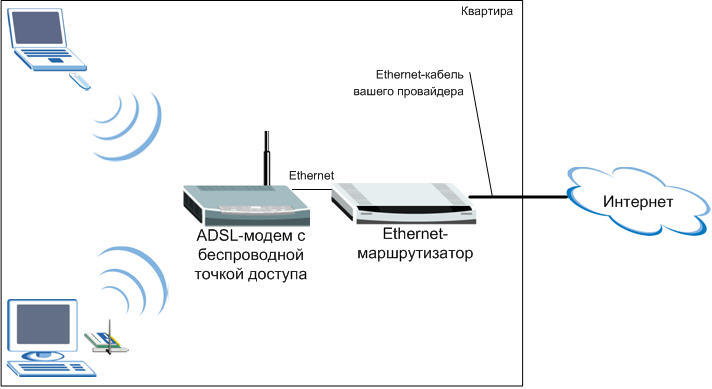 Квартира
Ethernet-кабель
вашего провайдера
Ethernet
Интернет
ADSL-модем с
беспроводной
точкой доступа
Ethernet-
маршрутизатор